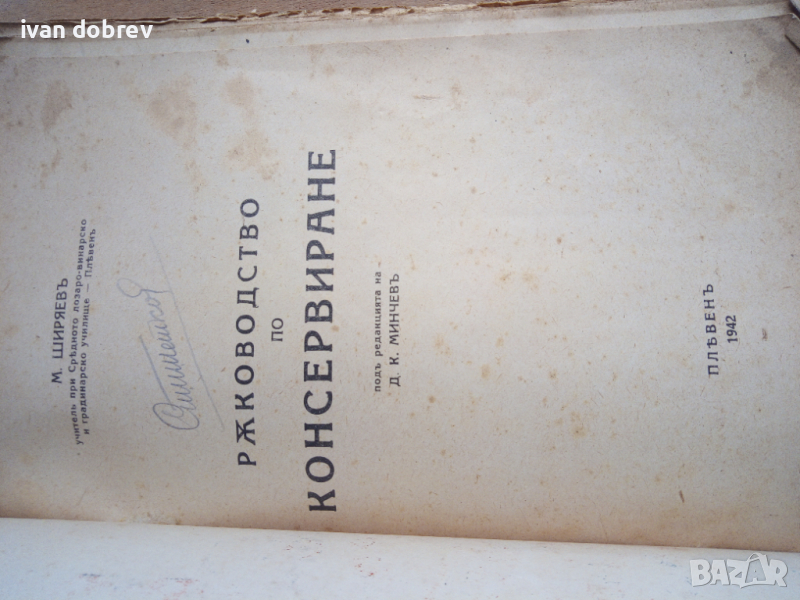 ivan dobrev
М. ШИРЯЕВЪ
учитель при Срѣдното лозаро-винарско
и градинарско училище — Плѣвенъ
РѪКОВОДСТВО
ПО
КОНСЕРВИРАНЕ
подъ редакцията на
Д. К. МИНЧЕВЪ
ПЛѢВЕНЪ
1942
BAZAR